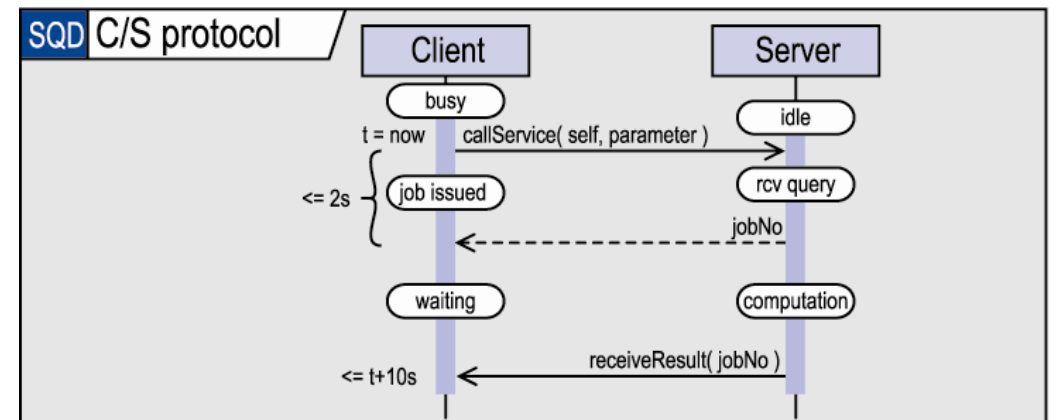 SQD C/S protocol
Client
Server
busy
idle
t = now
callService( self, parameter )
<= 2s
job issued
rcv query
jobNo
waiting
computation
receiveResult( jobNo )
<= t+10s